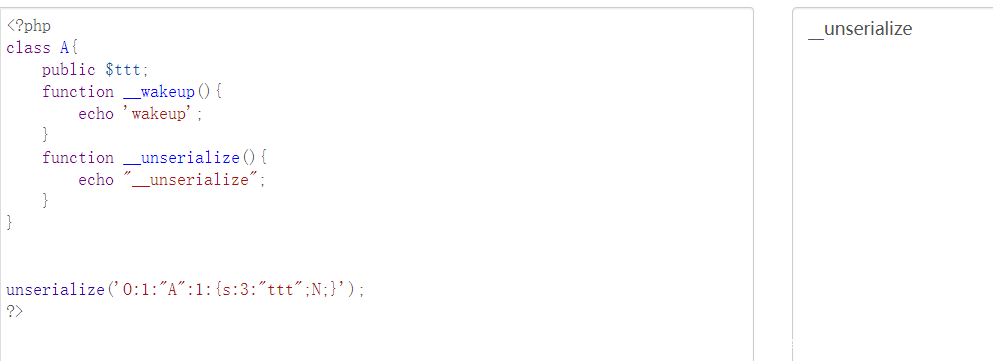 <?php
class A{
    public $ttt;
    function __wakeup(){
        echo 'wakeup';
    }
    function __unserialize(){
        echo "__unserialize";
    }
}
unserialize('O:1:"A":1:{s:3:"ttt";N;}');
?>
__unserialize